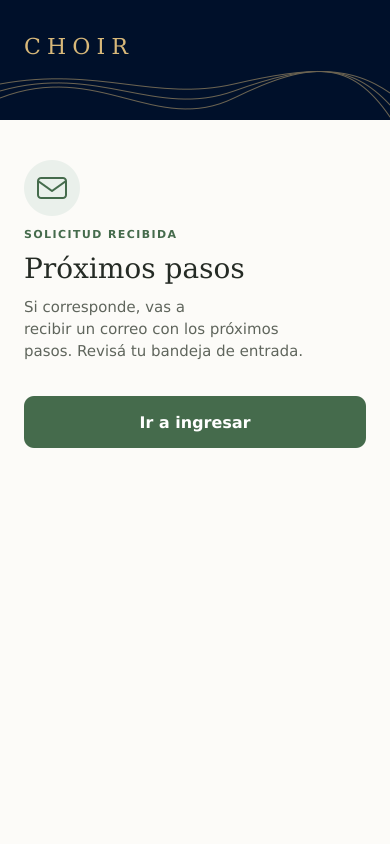 CHOIR
SOLICITUD RECIBIDA
Próximos pasos
Si corresponde, vas a
recibir un correo con los próximos
pasos. Revisá tu bandeja de entrada.
Ir a ingresar